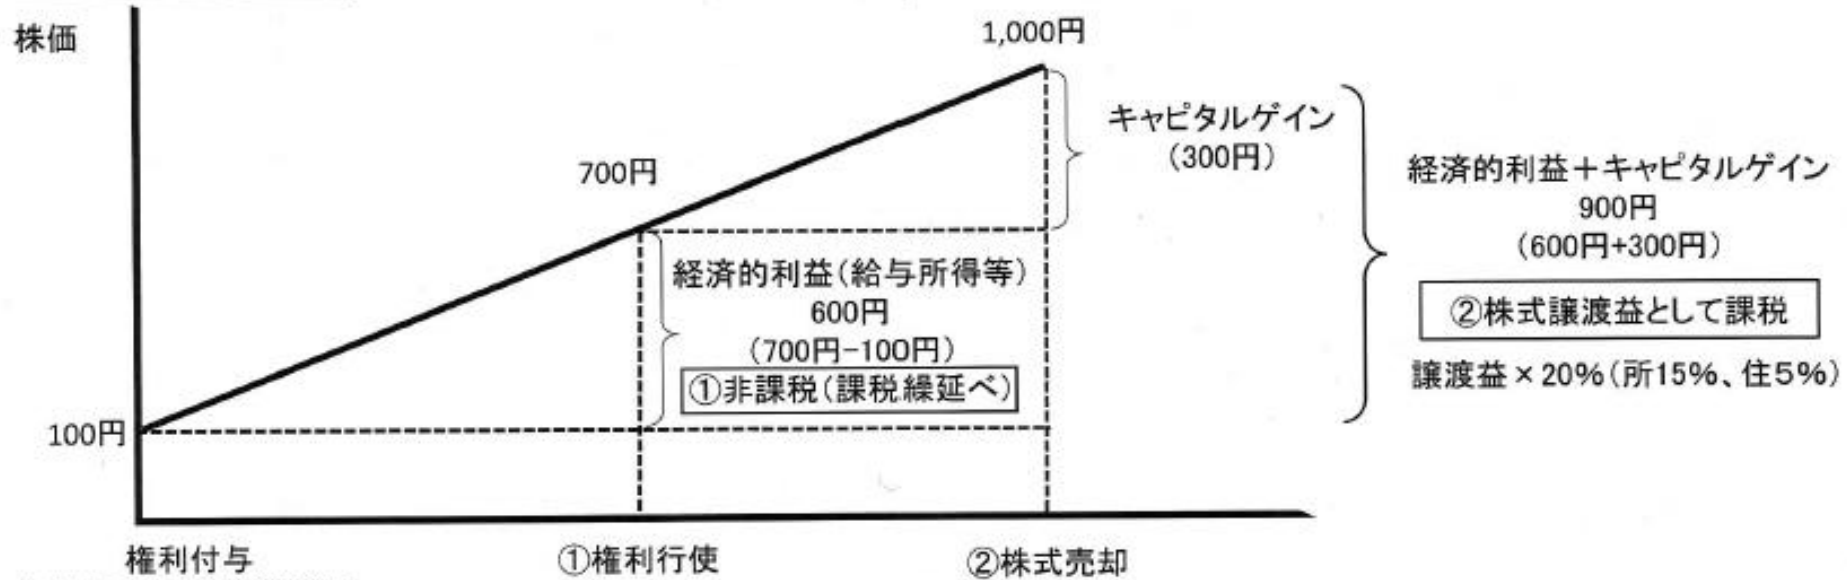 株価
1,000円
キャピタルゲイン
(300円)
700円
経済的利益+キャピタルゲイン
900円
(600円+300円)
経済的利益(給与所得等)
600円
(700円-100円)
①非課税(課税繰延べ)
②株式譲渡益として課税
譲渡益×20%(所15%、住5%)
100円
権利付与
①権利行使
②株式売却